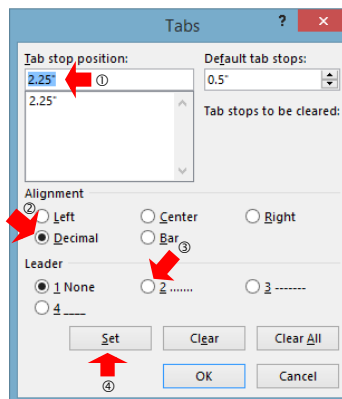 Tabs ? ×
Tab stop position: Default tab stops:
2.25" ① 0.5"
2.25" Tab stops to be cleared:
Alignment
② Left Center Right
Decimal Bar
③
Leader
1 None 2 ....... 3 -------
4 ____
Set Clear Clear All
④ OK Cancel